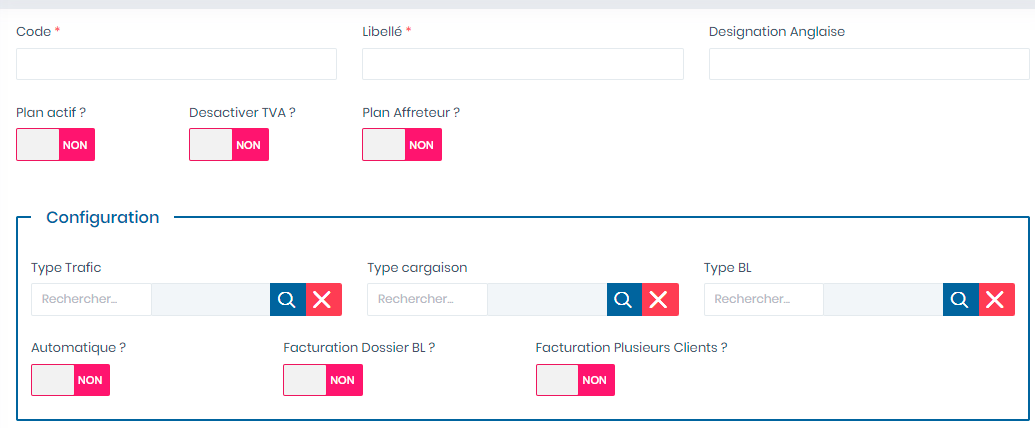 Code * Libellé * Designation Anglaise
Plan actif ? Desactiver TVA ? Plan Affreteur ?
NON NON NON
Configuration
Type Trafic Type cargaison Type BL
Rechercher... Rechercher... Rechercher...
Automatique ? Facturation Dossier BL ? Facturation Plusieurs Clients ?
NON NON NON